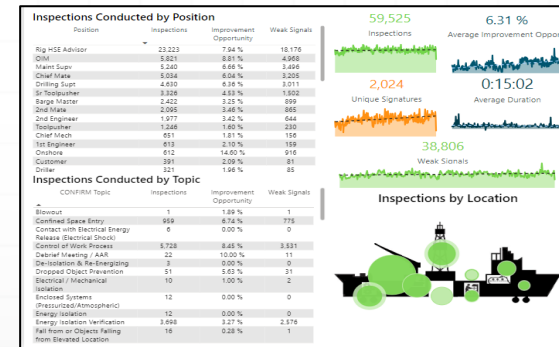 Inspections Conducted by Position
Position Inspections Improvement Opportunity Weak Signals
Rig HSE Advisor 23,223 7.94 % 18,176
OIM 5,821 8.81 % 4,968
Maint Supv 5,240 6.66 % 3,496
Chief Mate 5,034 6.04 % 3,205
Drilling Supt 4,630 6.36 % 3,011
Sr Toolpusher 3,326 4.53 % 1,502
Barge Master 2,422 3.25 % 899
2nd Mate 2,095 3.46 % 865
2nd Engineer 1,977 3.42 % 644
Toolpusher 1,246 1.60 % 230
Chief Mech 651 1.81 % 156
1st Engineer 613 2.10 % 159
Onshore 612 14.60 % 916
Customer 391 2.09 % 81
Driller 321 1.96 % 85
Inspections Conducted by Topic
CONFIRM Topic Inspections Improvement Opportunity Weak Signals
Blowout 1 1.89 % 1
Confined Space Entry 959 6.74 % 775
Contact with Electrical Energy Release (Electrical Shock) 6 0.00 % 0
Control of Work Process 5,728 8.45 % 3,531
Debrief Meeting / AAR 22 10.00 % 11
De-Isolation & Re-Energizing 3 0.00 % 0
Dropped Object Prevention 51 5.63 % 31
Electrical / Mechanical Isolation 10 1.00 % 2
Enclosed Systems (Pressurized/Atmospheric) 12 0.00 % 0
Energy Isolation 12 0.00 % 0
Energy Isolation Verification 3,698 3.27 % 2,576
Fall from or Objects Falling from Elevated Location 16 0.28 % 1
59,525
Inspections
6.31 %
Average Improvement Oppor
2,024
Unique Signatures
0:15:02
Average Duration
38,806
Weak Signals
Inspections by Location